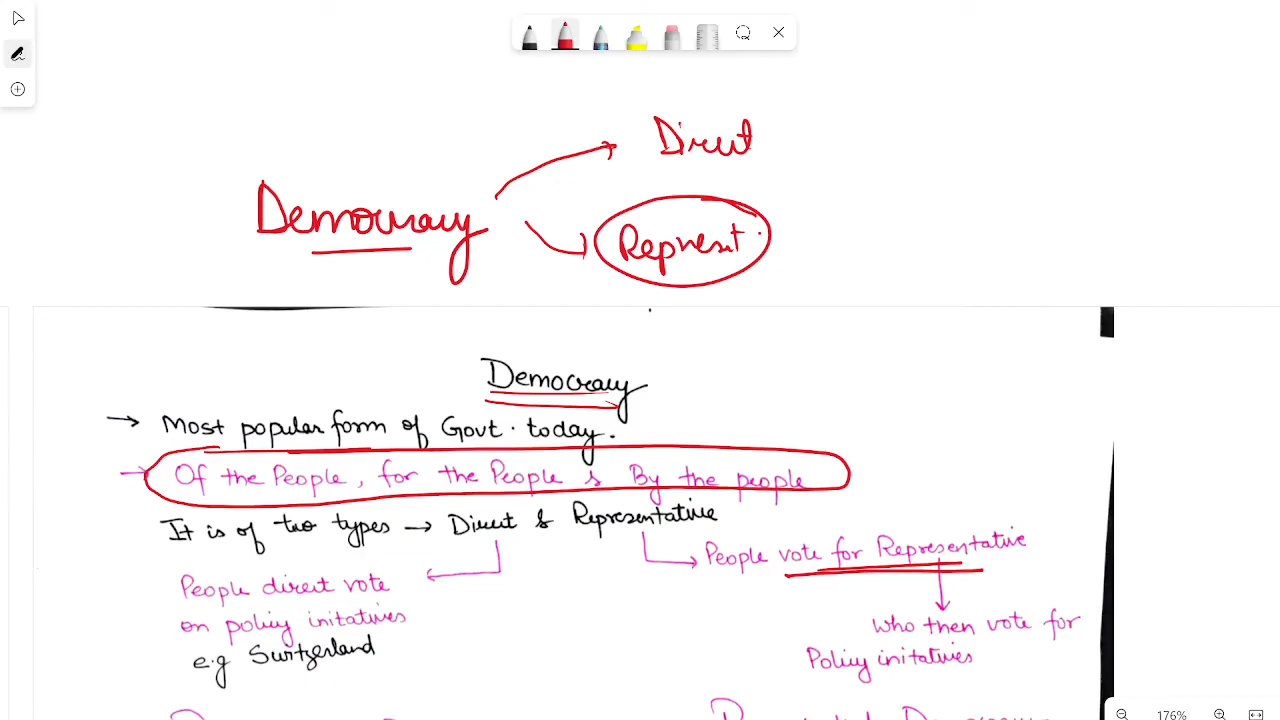 Direct
Democracy
Represent.
Democracy
→ Most popular form of Govt. today.
→ Of the People, for the People & By the people
It is of two types → Direct & Representative
People vote for Representative
People direct vote
on policy initatives
who then vote for
e.g Switzerland
Policy initatives
176%